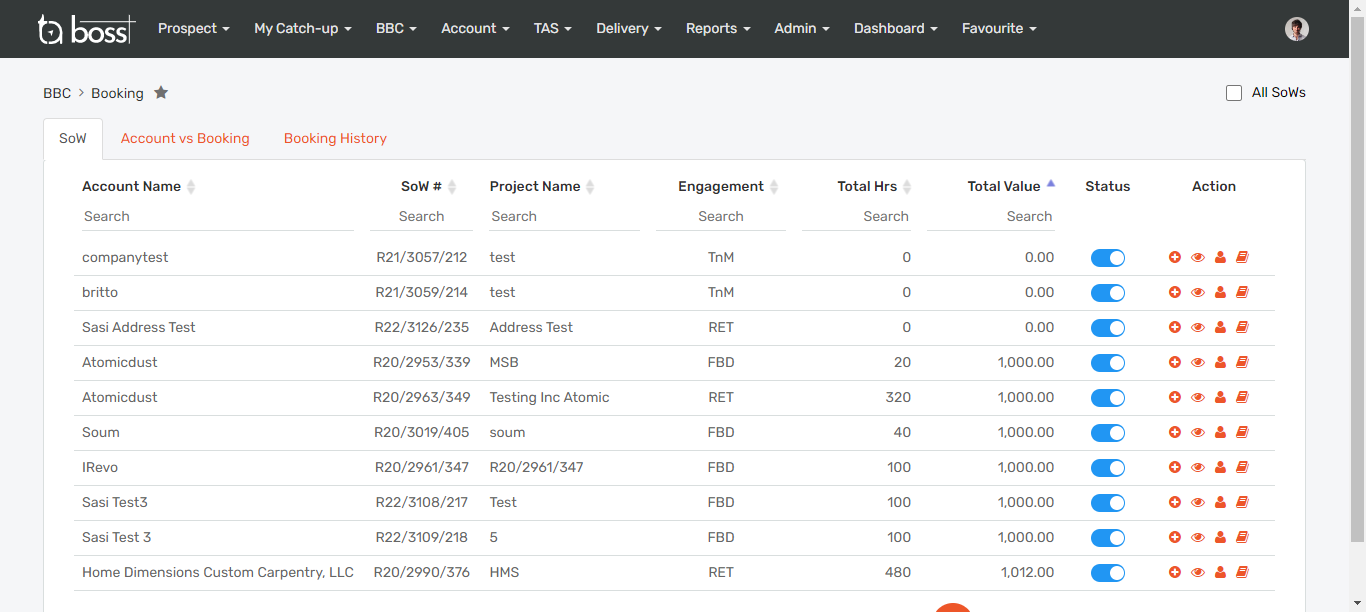 ta boss Prospect My Catch-up BBC Account TAS Delivery Reports Admin Dashboard Favourite
BBC > Booking All SoWs
SoW Account vs Booking Booking History
Account Name SoW # Project Name Engagement Total Hrs Total Value Status Action
Search Search Search Search Search Search
companytest R21/3057/212 test TnM 0 0.00
britto R21/3059/214 test TnM 0 0.00
Sasi Address Test R22/3126/235 Address Test RET 0 0.00
Atomicdust R20/2953/339 MSB FBD 20 1,000.00
Atomicdust R20/2963/349 Testing Inc Atomic RET 320 1,000.00
Soum R20/3019/405 soum FBD 40 1,000.00
IRevo R20/2961/347 R20/2961/347 FBD 100 1,000.00
Sasi Test3 R22/3108/217 Test FBD 100 1,000.00
Sasi Test 3 R22/3109/218 5 FBD 100 1,000.00
Home Dimensions Custom Carpentry, LLC R20/2990/376 HMS RET 480 1,012.00